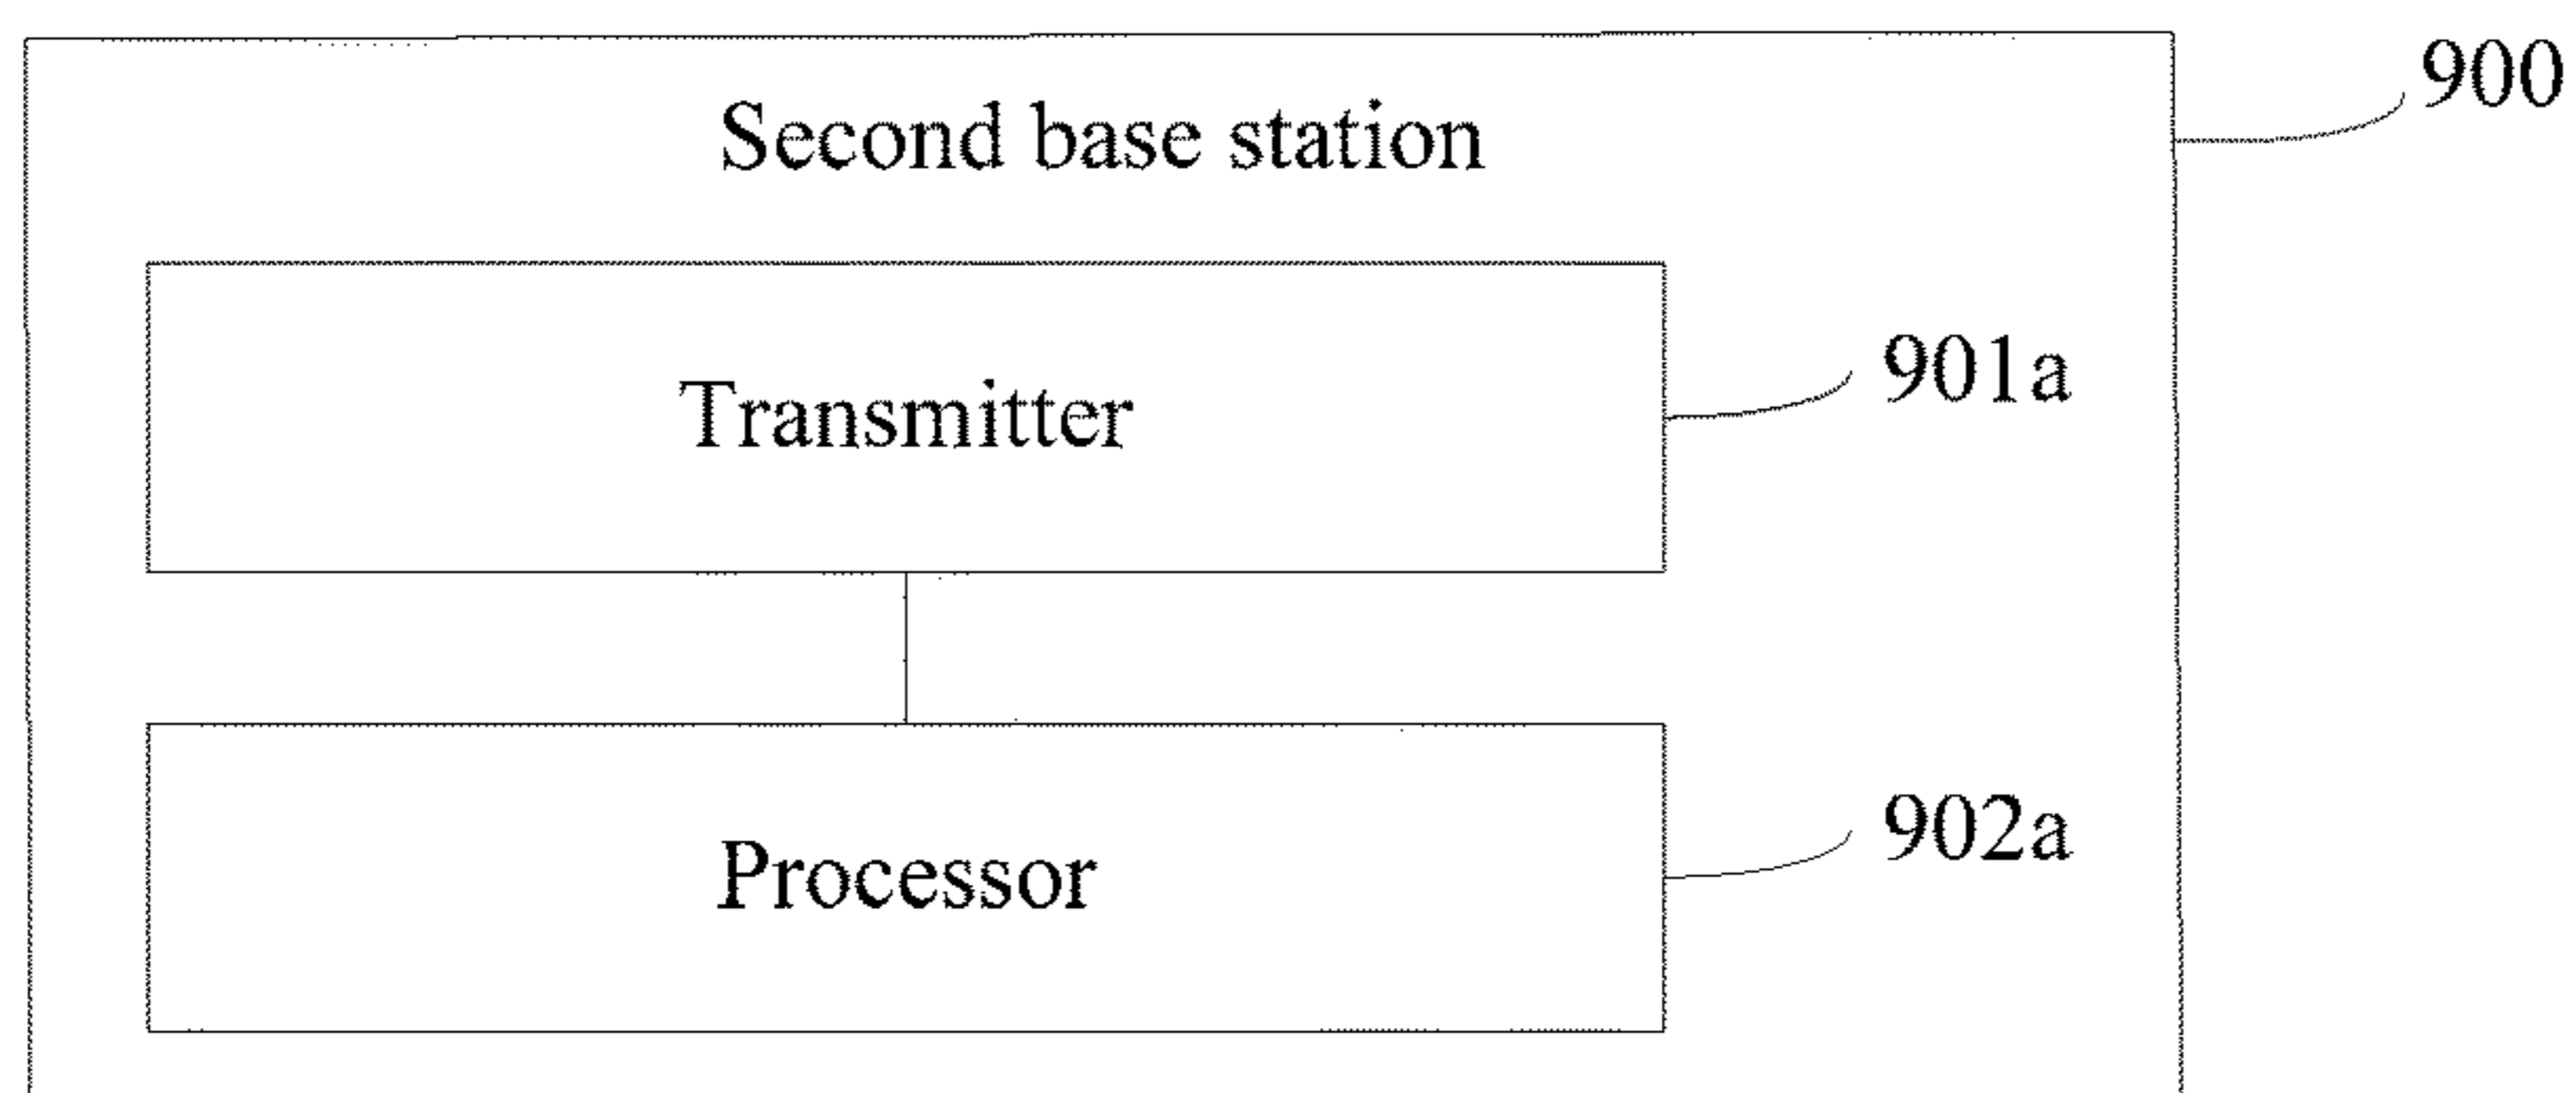 900
Second base station
901a
Transmitter
902a
Processor